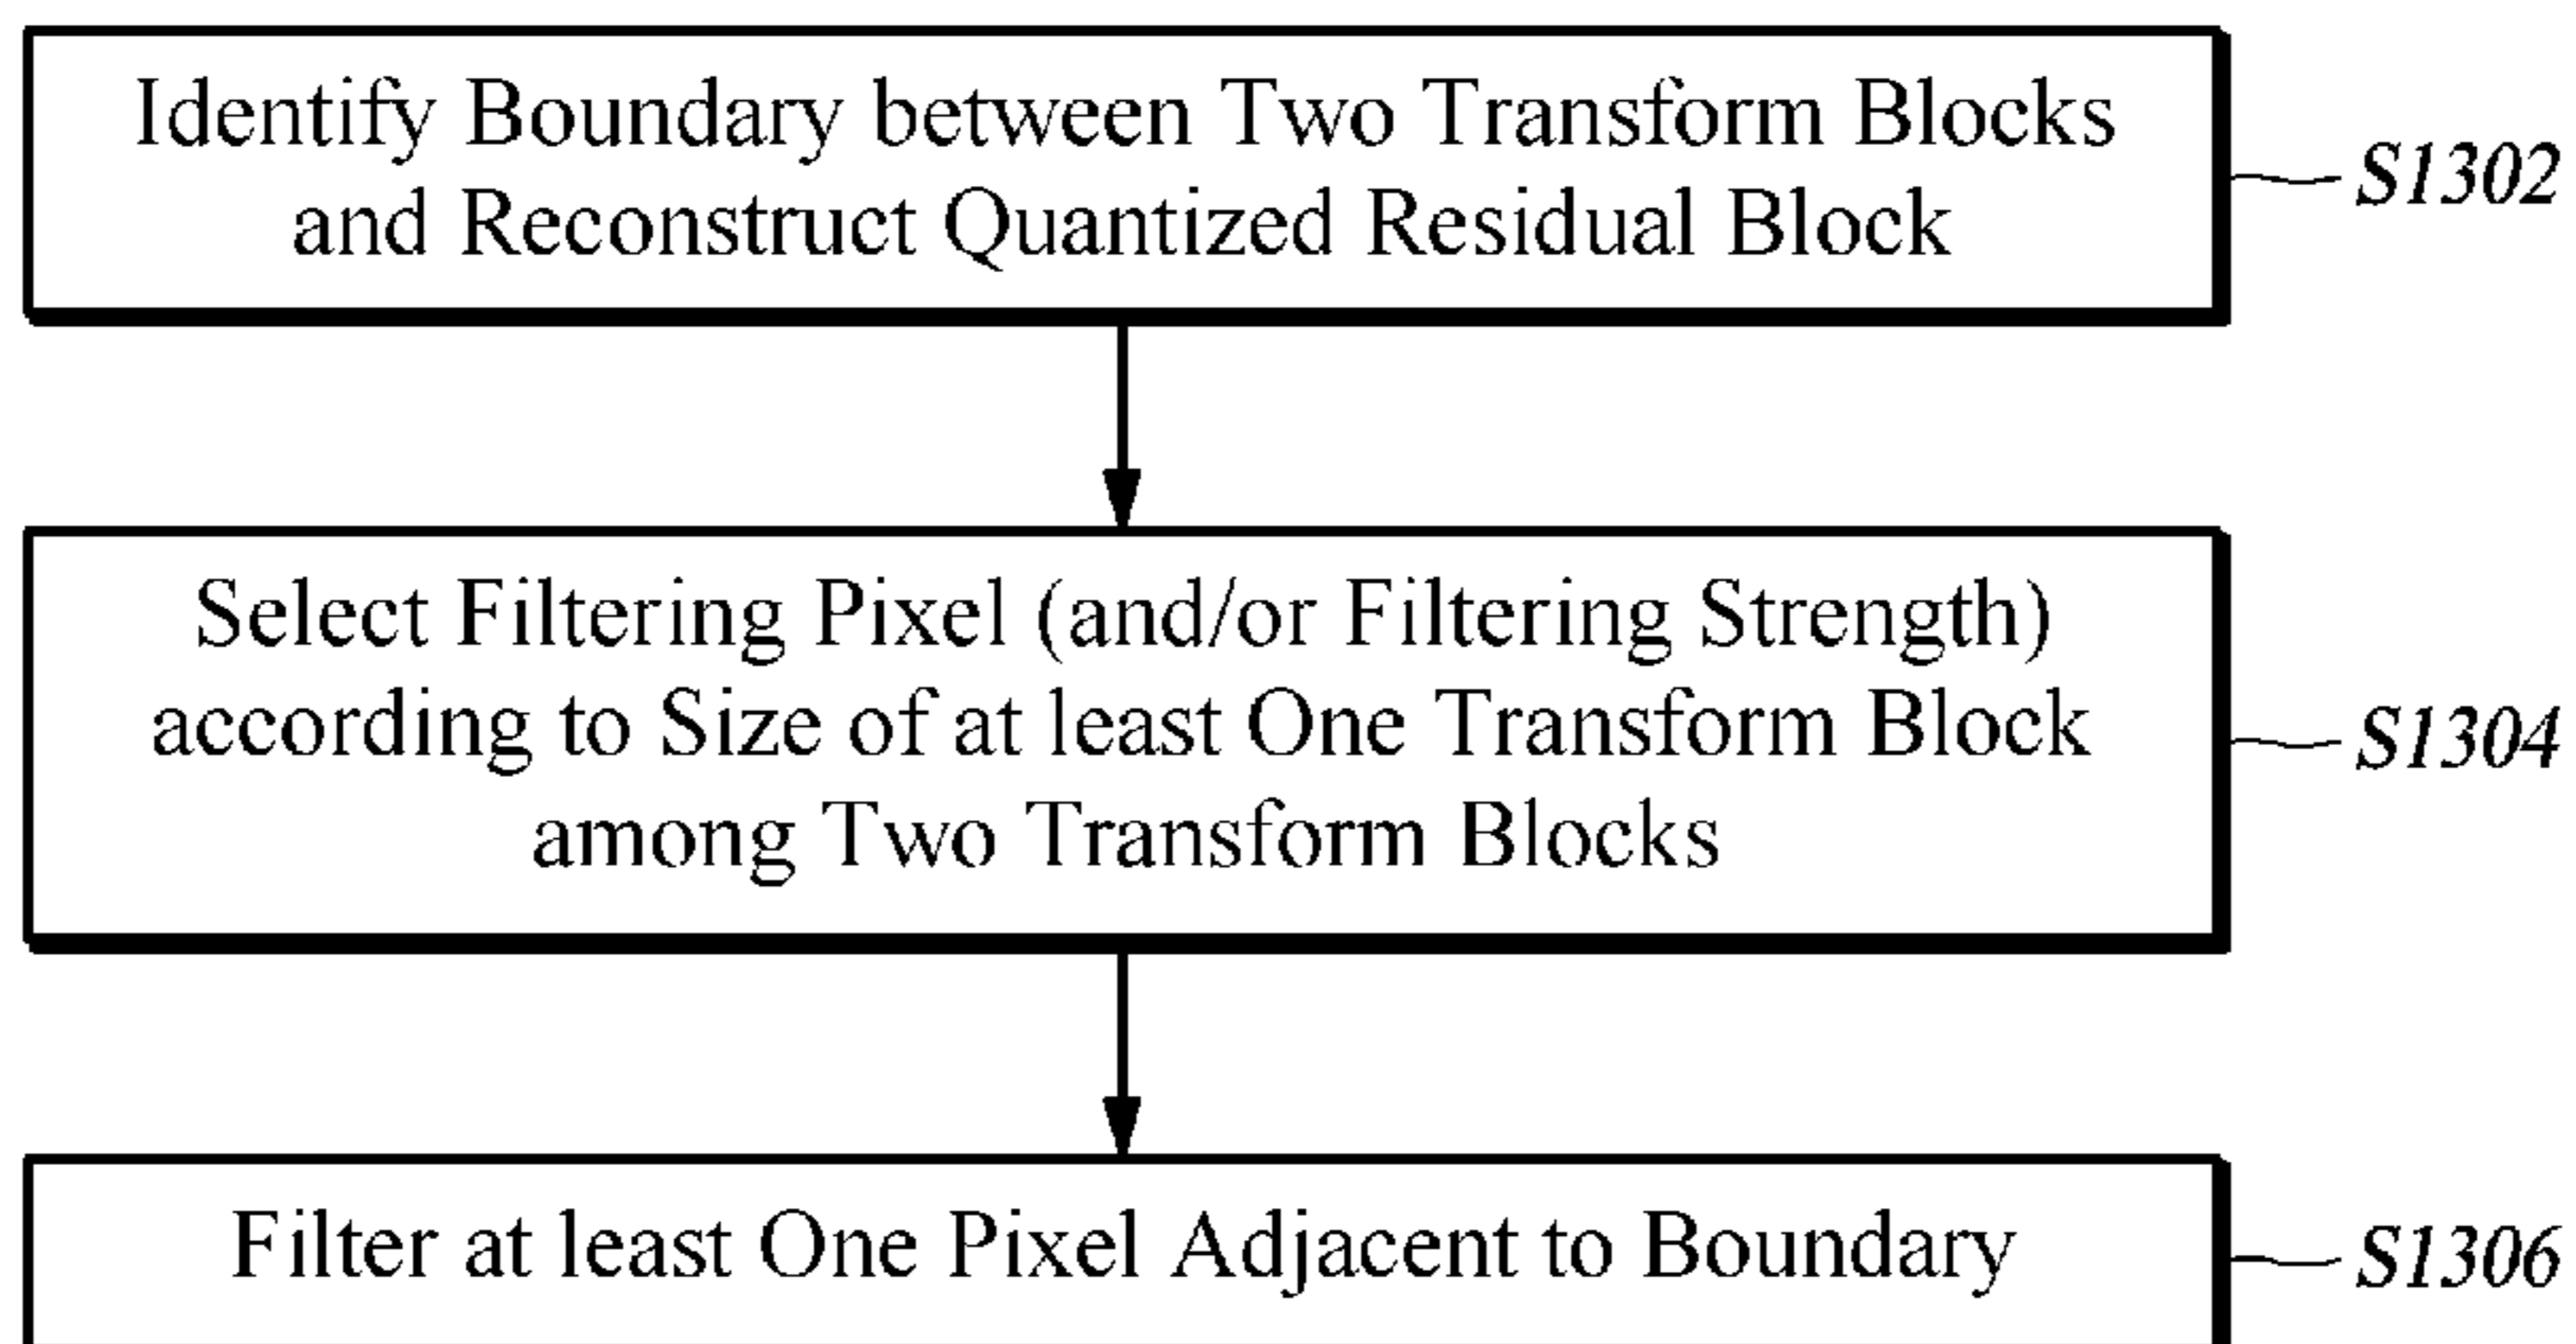 Identify Boundary between Two Transform Blocks
and Reconstruct Quantized Residual Block
S1302
Select Filtering Pixel (and/or Filtering Strength)
according to Size of at least One Transform Block
among Two Transform Blocks
S1304
Filter at least One Pixel Adjacent to Boundary
S1306